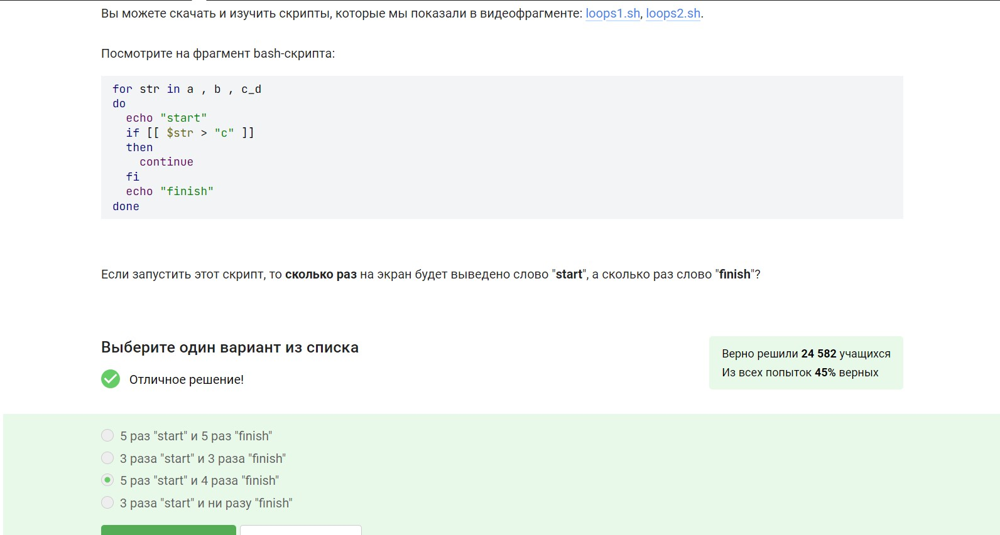 Вы можете скачать и изучить скрипты, которые мы показали в видеофрагменте: loops1.sh, loops2.sh.
Посмотрите на фрагмент bash-скрипта:
for str in a , b , c_d
do
  echo "start"
  if [[ $str > "c" ]]
  then
    continue
  fi
  echo "finish"
done
Если запустить этот скрипт, то сколько раз на экран будет выведено слово "start", а сколько раз слово "finish"?
Выберите один вариант из списка
Отличное решение!
Верно решили 24 582 учащихся
Из всех попыток 45% верных
5 раз "start" и 5 раз "finish"
3 раза "start" и 3 раза "finish"
5 раз "start" и 4 раза "finish"
3 раза "start" и ни разу "finish"